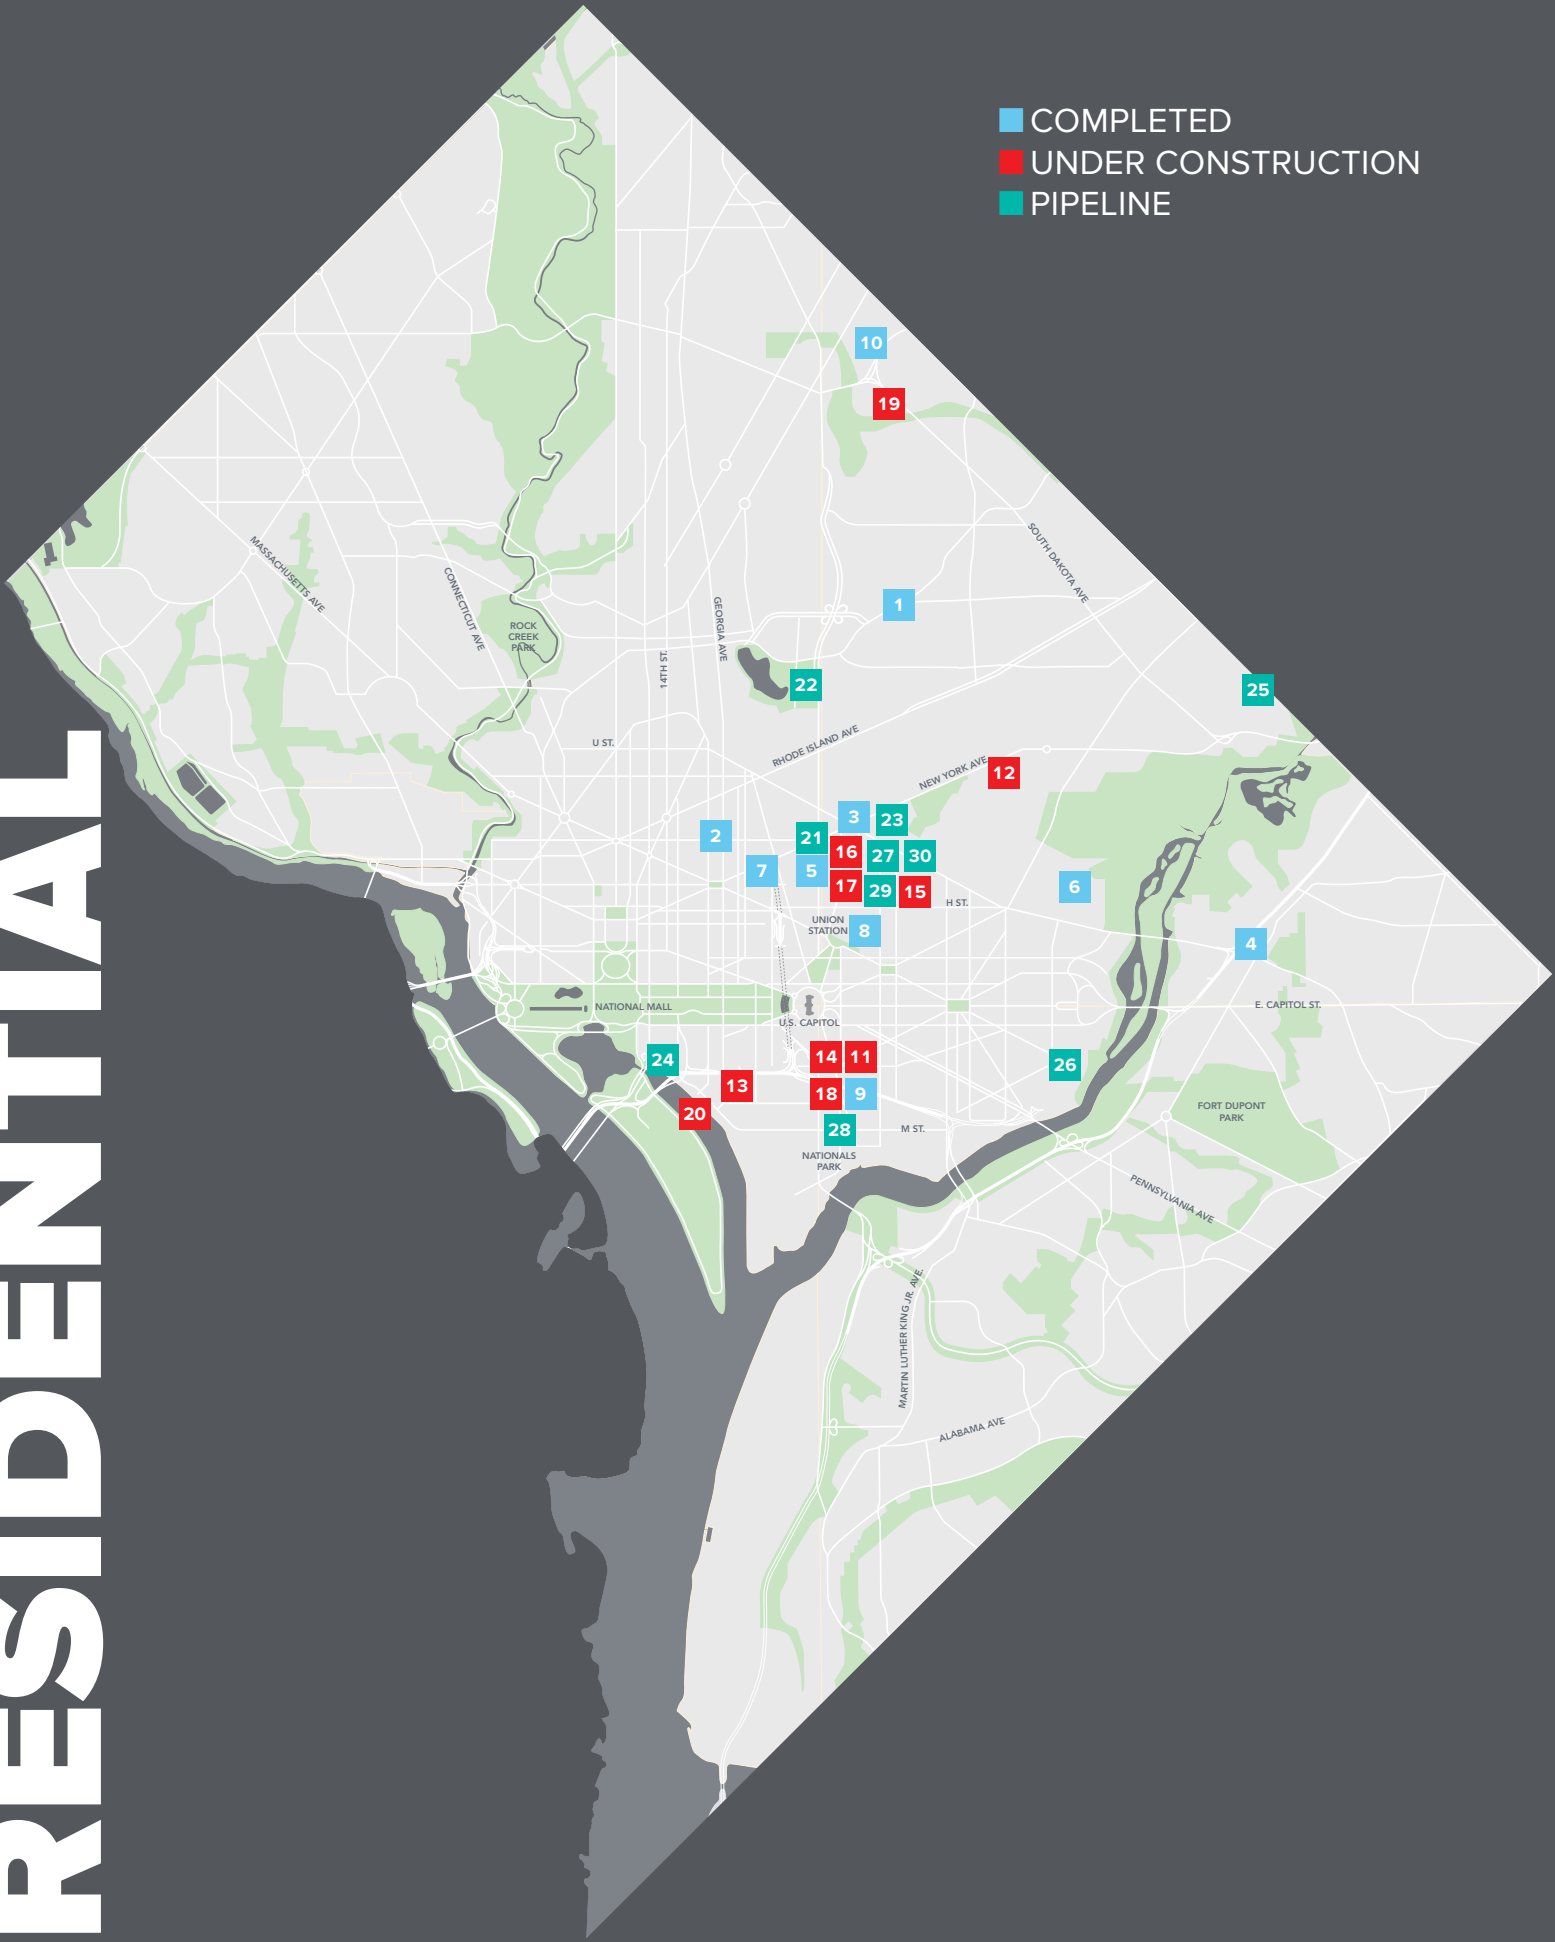 RESIDENTIAL
COMPLETED
UNDER CONSTRUCTION
PIPELINE
10
19
SOUTH DAKOTA AVE
MASSACHUSETTS AVE
CONNECTICUT AVE
GEORGIA AVE
1
ROCK
CREEK
PARK
14TH ST.
22
25
U ST.
RHODE ISLAND AVE
NEW YORK AVE
12
3
23
2
21
16
27
30
7
5
17
29
15
6
H ST.
UNION
STATION
8
4
NATIONAL MALL
E. CAPITOL ST.
U.S. CAPITOL
24
14
11
26
13
18
9
20
FORT DUPONT
PARK
28
M ST.
NATIONALS
PARK
PENNSYLVANIA AVE
MARTIN LUTHER KING JR. AVE.
ALABAMA AVE